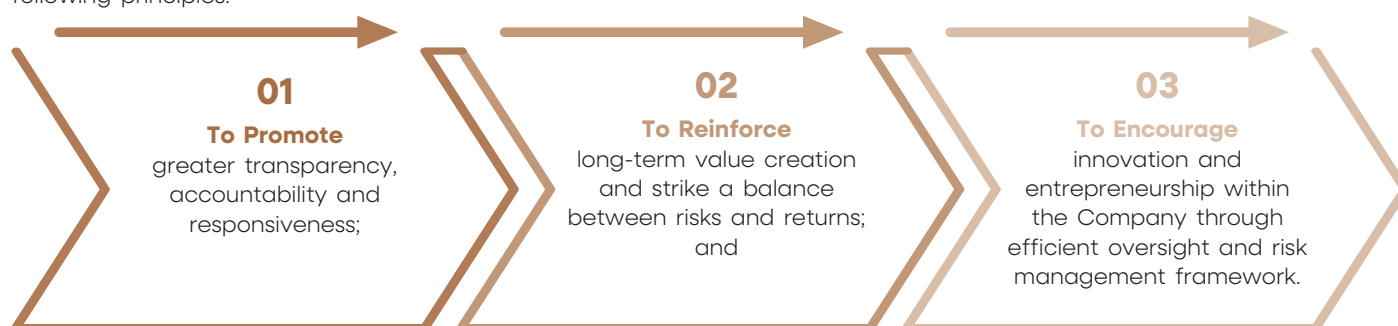 following principles:
01
To Promote
greater transparency,
accountability and
responsiveness;
02
To Reinforce
long-term value creation
and strike a balance
between risks and returns;
and
03
To Encourage
innovation and
entrepreneurship within
the Company through
efficient oversight and risk
management framework.